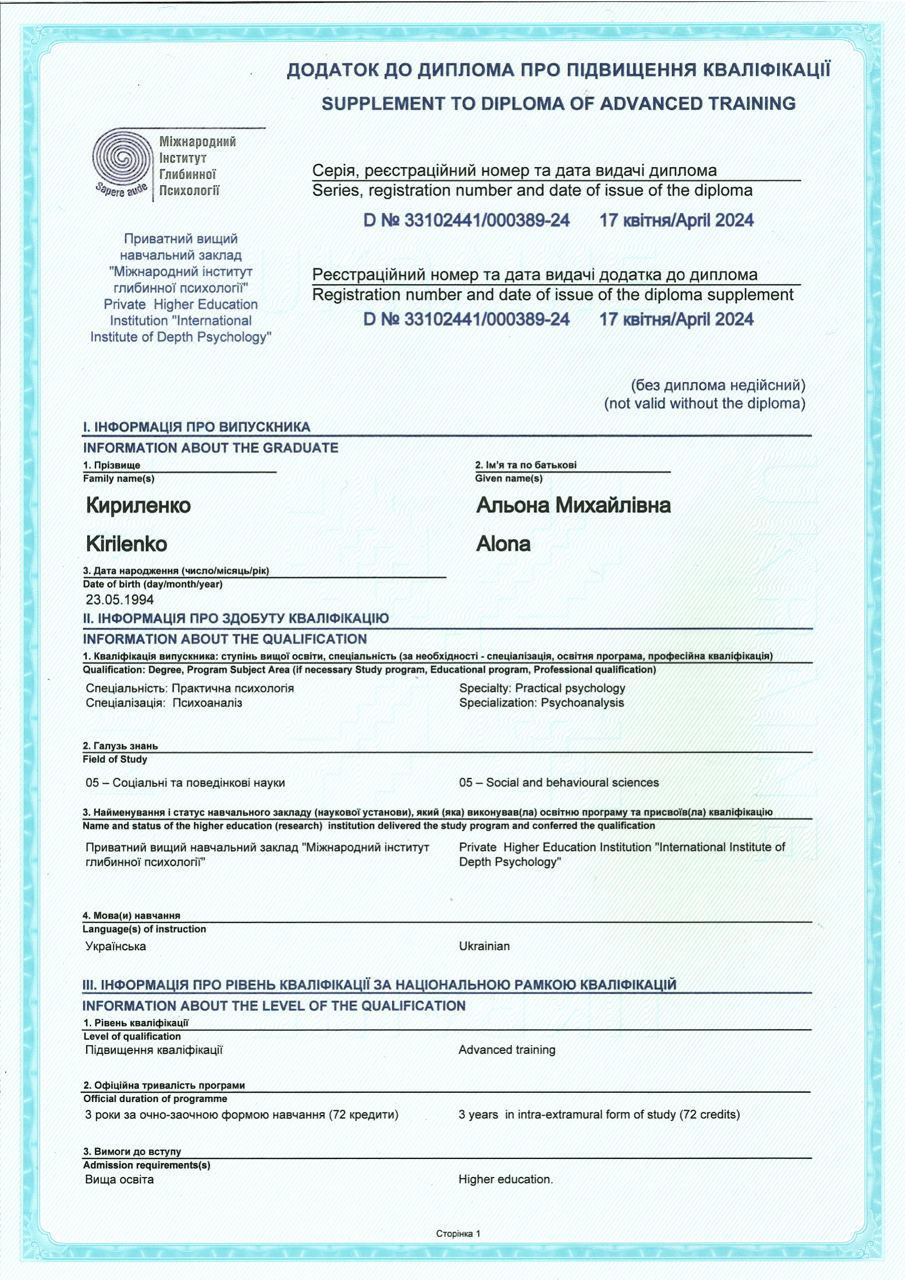 ДОДАТОК ДО ДИПЛОМА ПРО ПІДВИЩЕННЯ КВАЛІФІКАЦІЇ
SUPPLEMENT TO DIPLOMA OF ADVANCED TRAINING
Міжнародний
Інститут
Глибинної
Психології
Sapere aude
Приватний вищий
навчальний заклад
"Міжнародний інститут
глибинної психології"
Private Higher Education
Institution "International
Institute of Depth Psychology"
Серія, реєстраційний номер та дата видачі диплома
Series, registration number and date of issue of the diploma
D № 33102441/000389-24 17 квітня/April 2024
Реєстраційний номер та дата видачі додатка до диплома
Registration number and date of issue of the diploma supplement
D № 33102441/000389-24 17 квітня/April 2024
(без диплома недійсний)
(not valid without the diploma)
І. ІНФОРМАЦІЯ ПРО ВИПУСКНИКА
INFORMATION ABOUT THE GRADUATE
1. Прізвище
Family name(s)
2. Ім'я та по батькові
Given name(s)
Кириленко Альона Михайлівна
Kirilenko Alona
3. Дата народження (число/місяць/рік)
Date of birth (day/month/year)
23.05.1994
ІІ. ІНФОРМАЦІЯ ПРО ЗДОБУТУ КВАЛІФІКАЦІЮ
INFORMATION ABOUT THE QUALIFICATION
1. Кваліфікація випускника: ступінь вищої освіти, спеціальність (за необхідності - спеціалізація, освітня програма, професійна кваліфікація)
Qualification: Degree, Program Subject Area (if necessary Study program, Educational program, Professional qualification)
Спеціальність: Практична психологія
Спеціалізація: Психоаналіз
Specialty: Practical psychology
Specialization: Psychoanalysis
2. Галузь знань
Field of Study
05 – Соціальні та поведінкові науки
05 – Social and behavioural sciences
3. Найменування і статус навчального закладу (наукової установи), який (яка) виконував(ла) освітню програму та присвоїв(ла) кваліфікацію
Name and status of the higher education (research) institution delivered the study program and conferred the qualification
Приватний вищий навчальний заклад "Міжнародний інститут
глибинної психології"
Private Higher Education Institution "International Institute of
Depth Psychology"
4. Мова(и) навчання
Language(s) of instruction
Українська
Ukrainian
ІІІ. ІНФОРМАЦІЯ ПРО РІВЕНЬ КВАЛІФІКАЦІЇ ЗА НАЦІОНАЛЬНОЮ РАМКОЮ КВАЛІФІКАЦІЙ
INFORMATION ABOUT THE LEVEL OF THE QUALIFICATION
1. Рівень кваліфікації
Level of qualification
Підвищення кваліфікації
Advanced training
2. Офіційна тривалість програми
Official duration of programme
3 роки за очно-заочною формою навчання (72 кредити)
3 years in intra-extramural form of study (72 credits)
3. Вимоги до вступу
Admission requirements(s)
Вища освіта
Higher education.
Сторінка 1